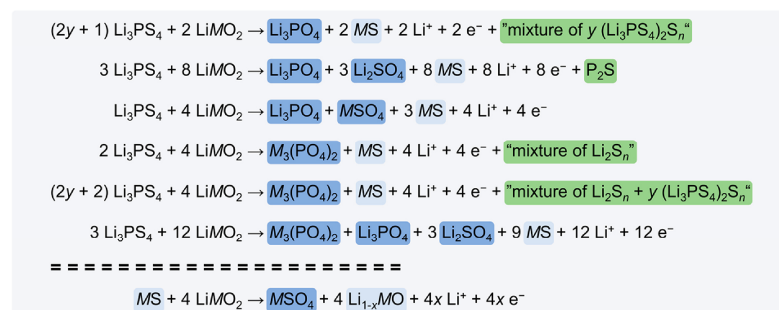 (2y + 1) Li₃PS₄ + 2 LiMO₂ → Li₃PO₄ + 2 MS + 2 Li⁺ + 2 e⁻ + ”mixture of y (Li₃PS₄)₂Sₙ“
3 Li₃PS₄ + 8 LiMO₂ → Li₃PO₄ + 3 Li₂SO₄ + 8 MS + 8 Li⁺ + 8 e⁻ + P₂S
Li₃PS₄ + 4 LiMO₂ → Li₃PO₄ + MSO₄ + 3 MS + 4 Li⁺ + 4 e⁻
2 Li₃PS₄ + 4 LiMO₂ → M₃(PO₄)₂ + MS + 4 Li⁺ + 4 e⁻ + “mixture of Li₂Sₙ”
(2y + 2) Li₃PS₄ + 4 LiMO₂ → M₃(PO₄)₂ + MS + 4 Li⁺ + 4 e⁻ + ”mixture of Li₂Sₙ + y (Li₃PS₄)₂Sₙ“
3 Li₃PS₄ + 12 LiMO₂ → M₃(PO₄)₂ + Li₃PO₄ + 3 Li₂SO₄ + 9 MS + 12 Li⁺ + 12 e⁻
= = = = = = = = = = = = = = = = = = = = =
MS + 4 LiMO₂ → MSO₄ + 4 Li₁₋ₓMO + 4x Li⁺ + 4x e⁻